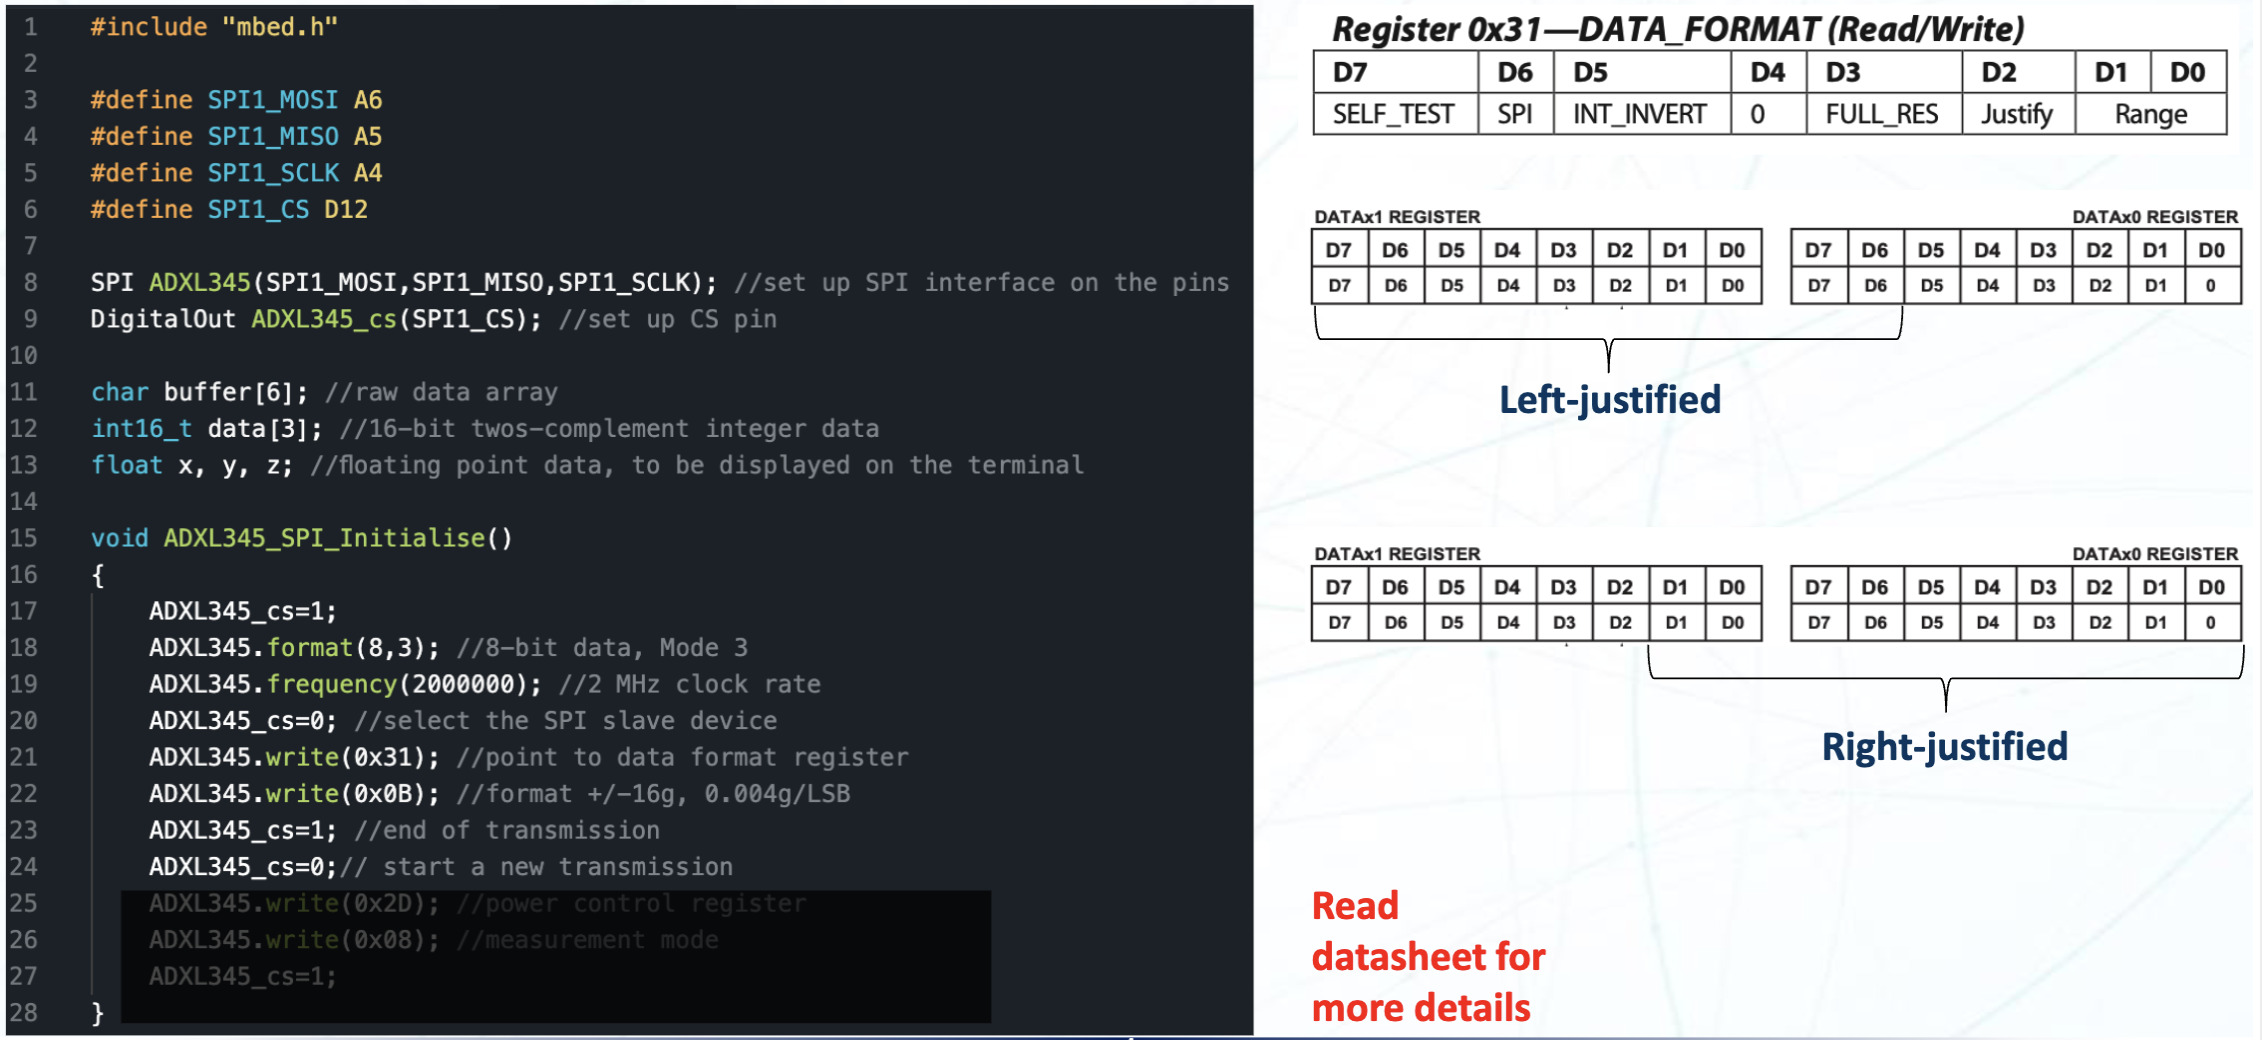 1 #include "mbed.h"
2
3 #define SPI1_MOSI A6
4 #define SPI1_MISO A5
5 #define SPI1_SCLK A4
6 #define SPI1_CS D12
7
8 SPI ADXL345(SPI1_MOSI,SPI1_MISO,SPI1_SCLK); //set up SPI interface on the pins
9 DigitalOut ADXL345_cs(SPI1_CS); //set up CS pin
10
11 char buffer[6]; //raw data array
12 int16_t data[3]; //16-bit twos-complement integer data
13 float x, y, z; //floating point data, to be displayed on the terminal
14
15 void ADXL345_SPI_Initialise()
16 {
17 ADXL345_cs=1;
18 ADXL345.format(8,3); //8-bit data, Mode 3
19 ADXL345.frequency(2000000); //2 MHz clock rate
20 ADXL345_cs=0; //select the SPI slave device
21 ADXL345.write(0x31); //point to data format register
22 ADXL345.write(0x0B); //format +/-16g, 0.004g/LSB
23 ADXL345_cs=1; //end of transmission
24 ADXL345_cs=0;// start a new transmission
25 ADXL345.write(0x2D); //power control register
26 ADXL345.write(0x08); //measurement mode
27 ADXL345_cs=1;
28 }
Register 0x31—DATA_FORMAT (Read/Write)
D7 D6 D5 D4 D3 D2 D1 D0
SELF_TEST SPI INT_INVERT 0 FULL_RES Justify Range
DATAx1 REGISTER DATAx0 REGISTER
D7 D6 D5 D4 D3 D2 D1 D0 D7 D6 D5 D4 D3 D2 D1 D0
D7 D6 D5 D4 D3 D2 D1 D0 D7 D6 D5 D4 D3 D2 D1 0
Left-justified
DATAx1 REGISTER DATAx0 REGISTER
D7 D6 D5 D4 D3 D2 D1 D0 D7 D6 D5 D4 D3 D2 D1 D0
D7 D6 D5 D4 D3 D2 D1 D0 D7 D6 D5 D4 D3 D2 D1 0
Right-justified
Read
datasheet for
more details